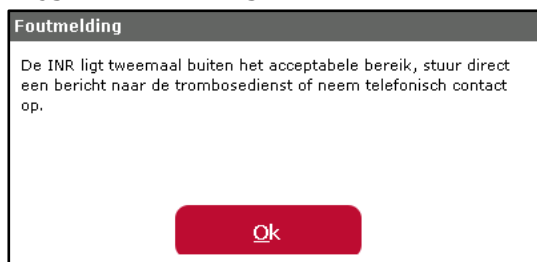 Foutmelding
De INR ligt tweemaal buiten het acceptabele bereik, stuur direct
een bericht naar de trombosedienst of neem telefonisch contact
op.
Ok